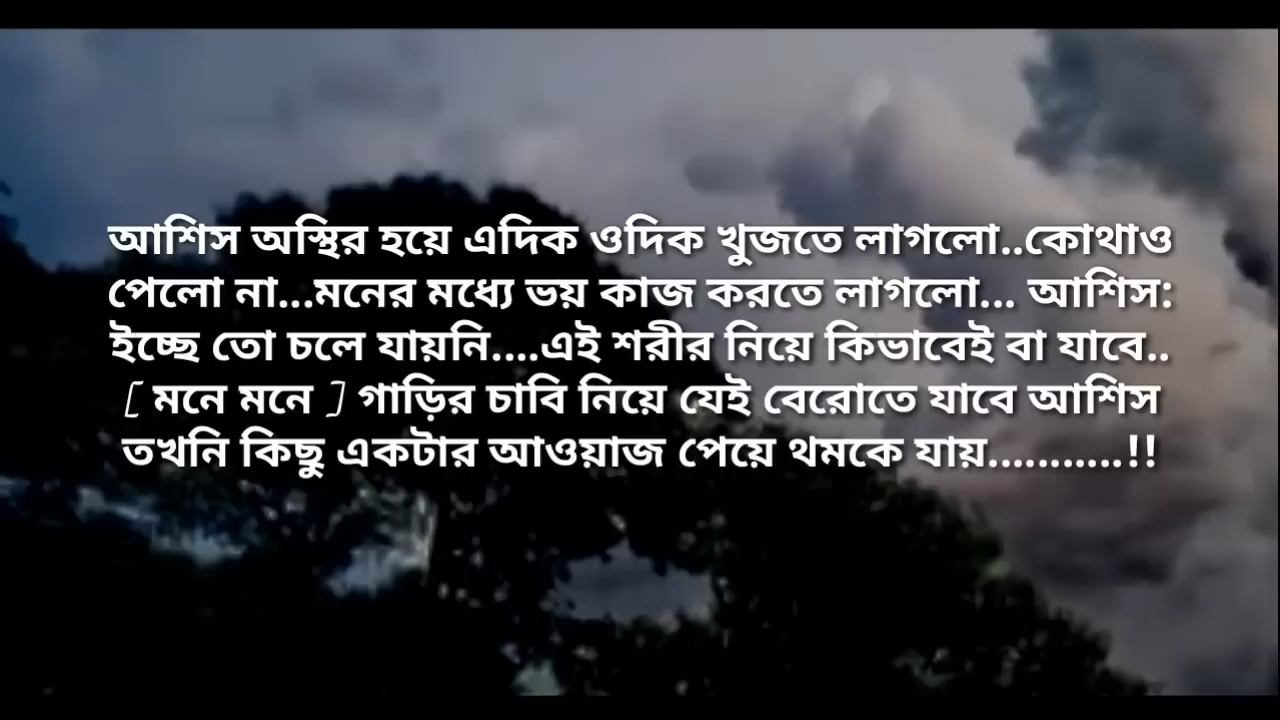 আশিস অস্থির হয়ে এদিক ওদিক খুজতে লাগলো..কোথাও
পেলো না...মনের মধ্যে ভয় কাজ করতে লাগলো... আশিস:
ইচ্ছে তো চলে যায়নি....এই শরীর নিয়ে কিভাবেই বা যাবে..
[ মনে মনে ] গাড়ির চাবি নিয়ে যেই বেরোতে যাবে আশিস
তখনি কিছু একটার আওয়াজ পেয়ে থমকে যায়...........!!